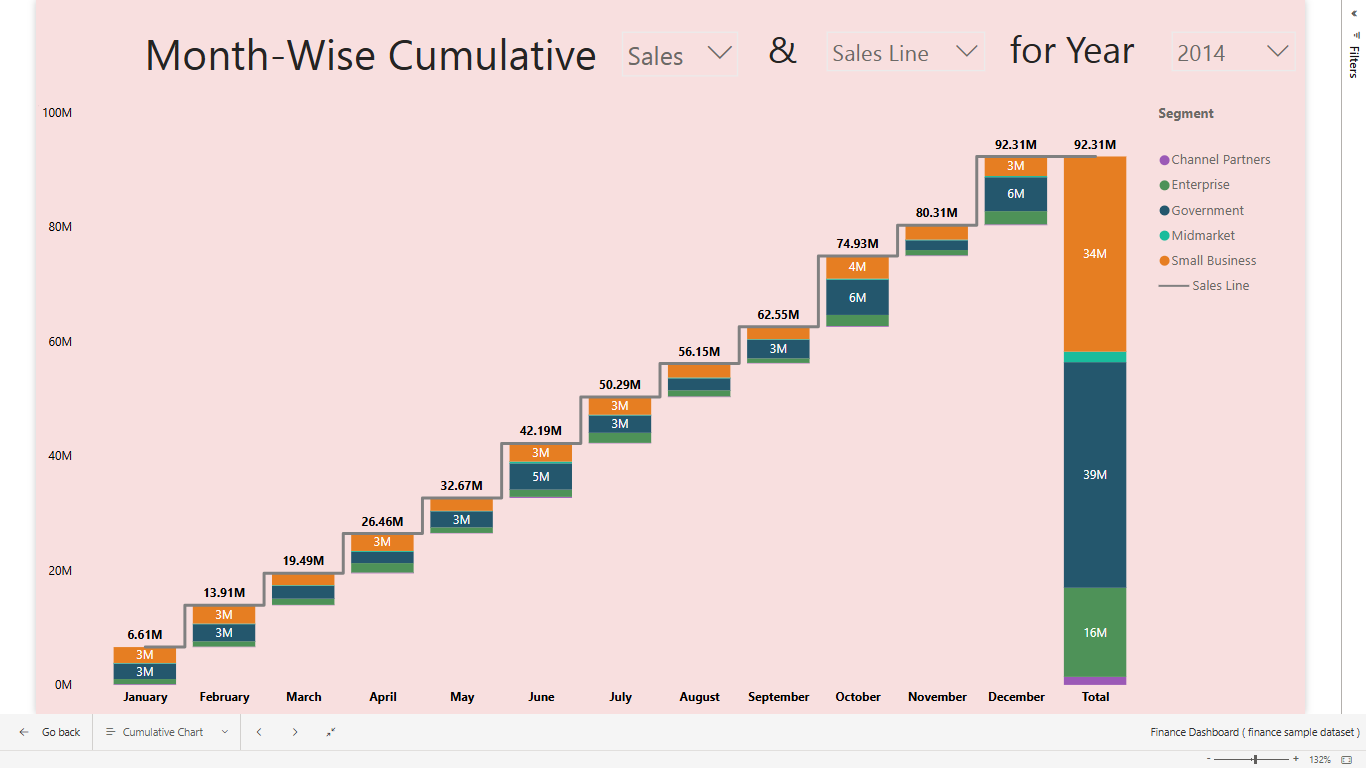 Month-Wise Cumulative Sales & Sales Line for Year 2014
Filters
100M
80M
60M
40M
20M
0M
6.61M
3M
3M
13.91M
3M
3M
19.49M
26.46M
3M
32.67M
3M
42.19M
3M
5M
50.29M
3M
3M
56.15M
62.55M
3M
74.93M
4M
6M
80.31M
92.31M
3M
6M
92.31M
34M
39M
16M
January February March April May June July August September October November December Total
Segment
Channel Partners
Enterprise
Government
Midmarket
Small Business
Sales Line
Go back
Cumulative Chart
Finance Dashboard ( finance sample dataset )
- + 132%